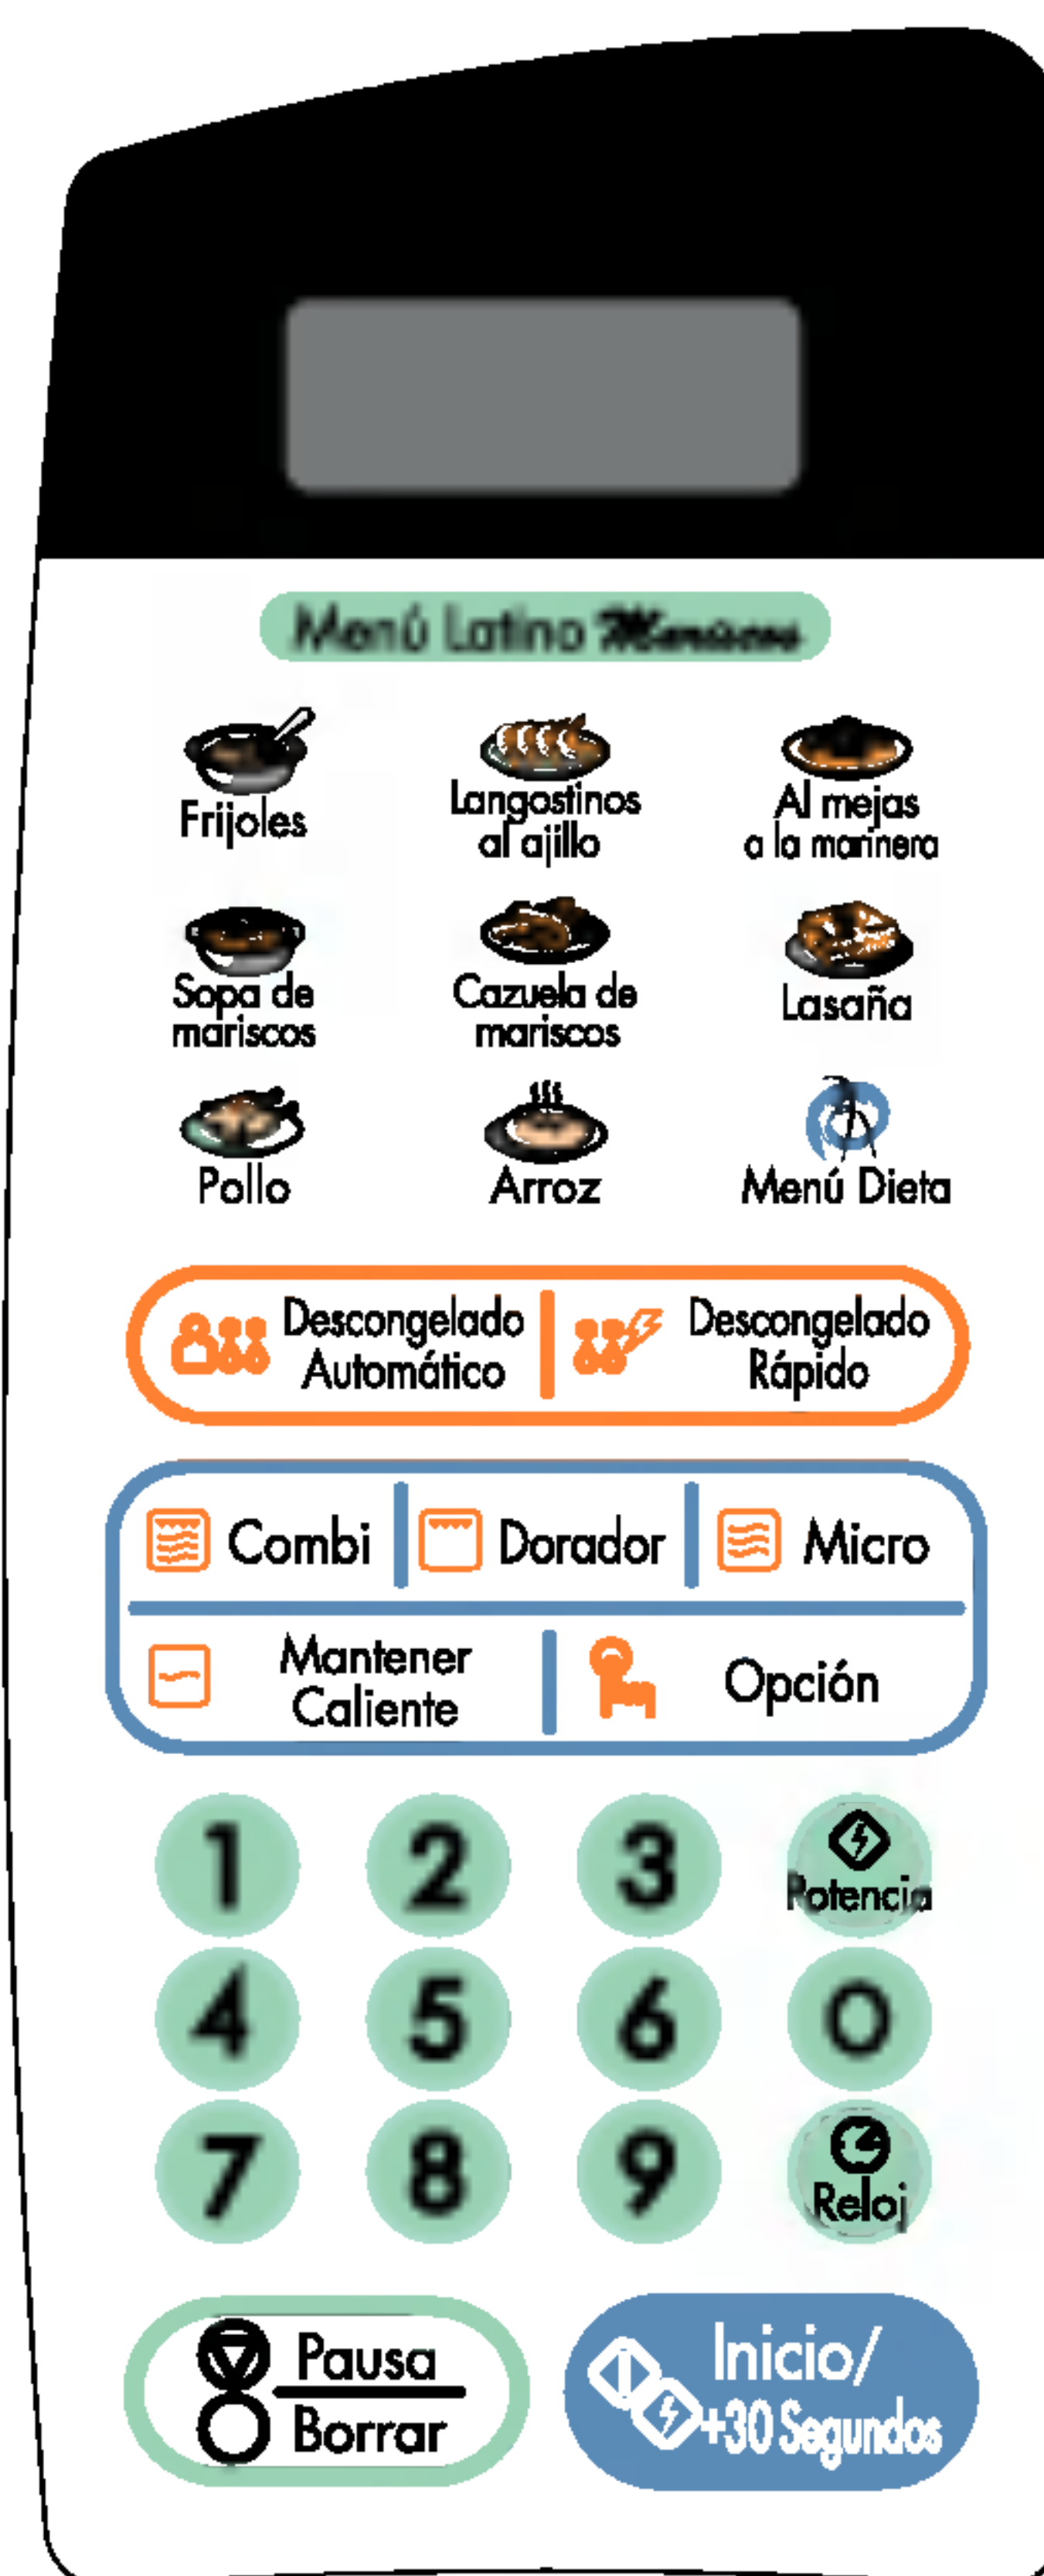 Menú Latino Mariscos
Frijoles
Langostinos
al ajillo
Al mejas
a la marinera
Sopa de
mariscos
Cazuela de
mariscos
Lasaña
Pollo
Arroz
Menú Dieta
Descongelado
Automático
Descongelado
Rápido
Combi
Dorador
Micro
Mantener
Caliente
Opción
1 2 3 Potencia
4 5 6 0
7 8 9 Reloj
Pausa
Borrar
Inicio/
+30 Segundos